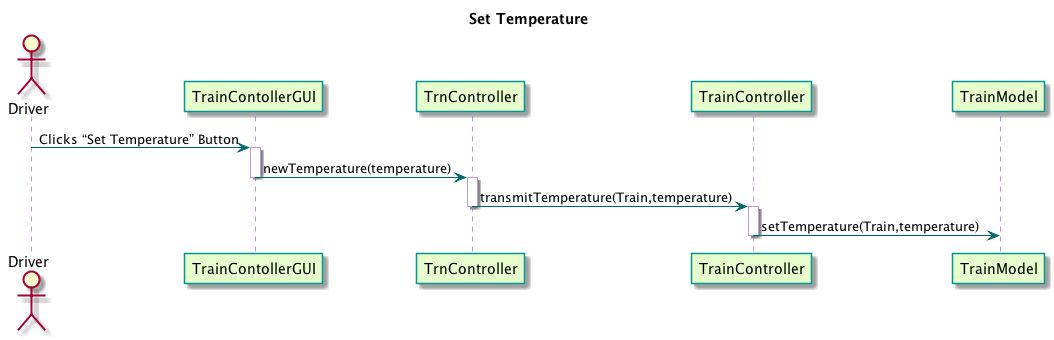 Set Temperature
Driver
TrainContollerGUI
TrnController
TrainController
TrainModel
Clicks “Set Temperature” Button
newTemperature(temperature)
transmitTemperature(Train,temperature)
setTemperature(Train,temperature)
Driver
TrainContollerGUI
TrnController
TrainController
TrainModel